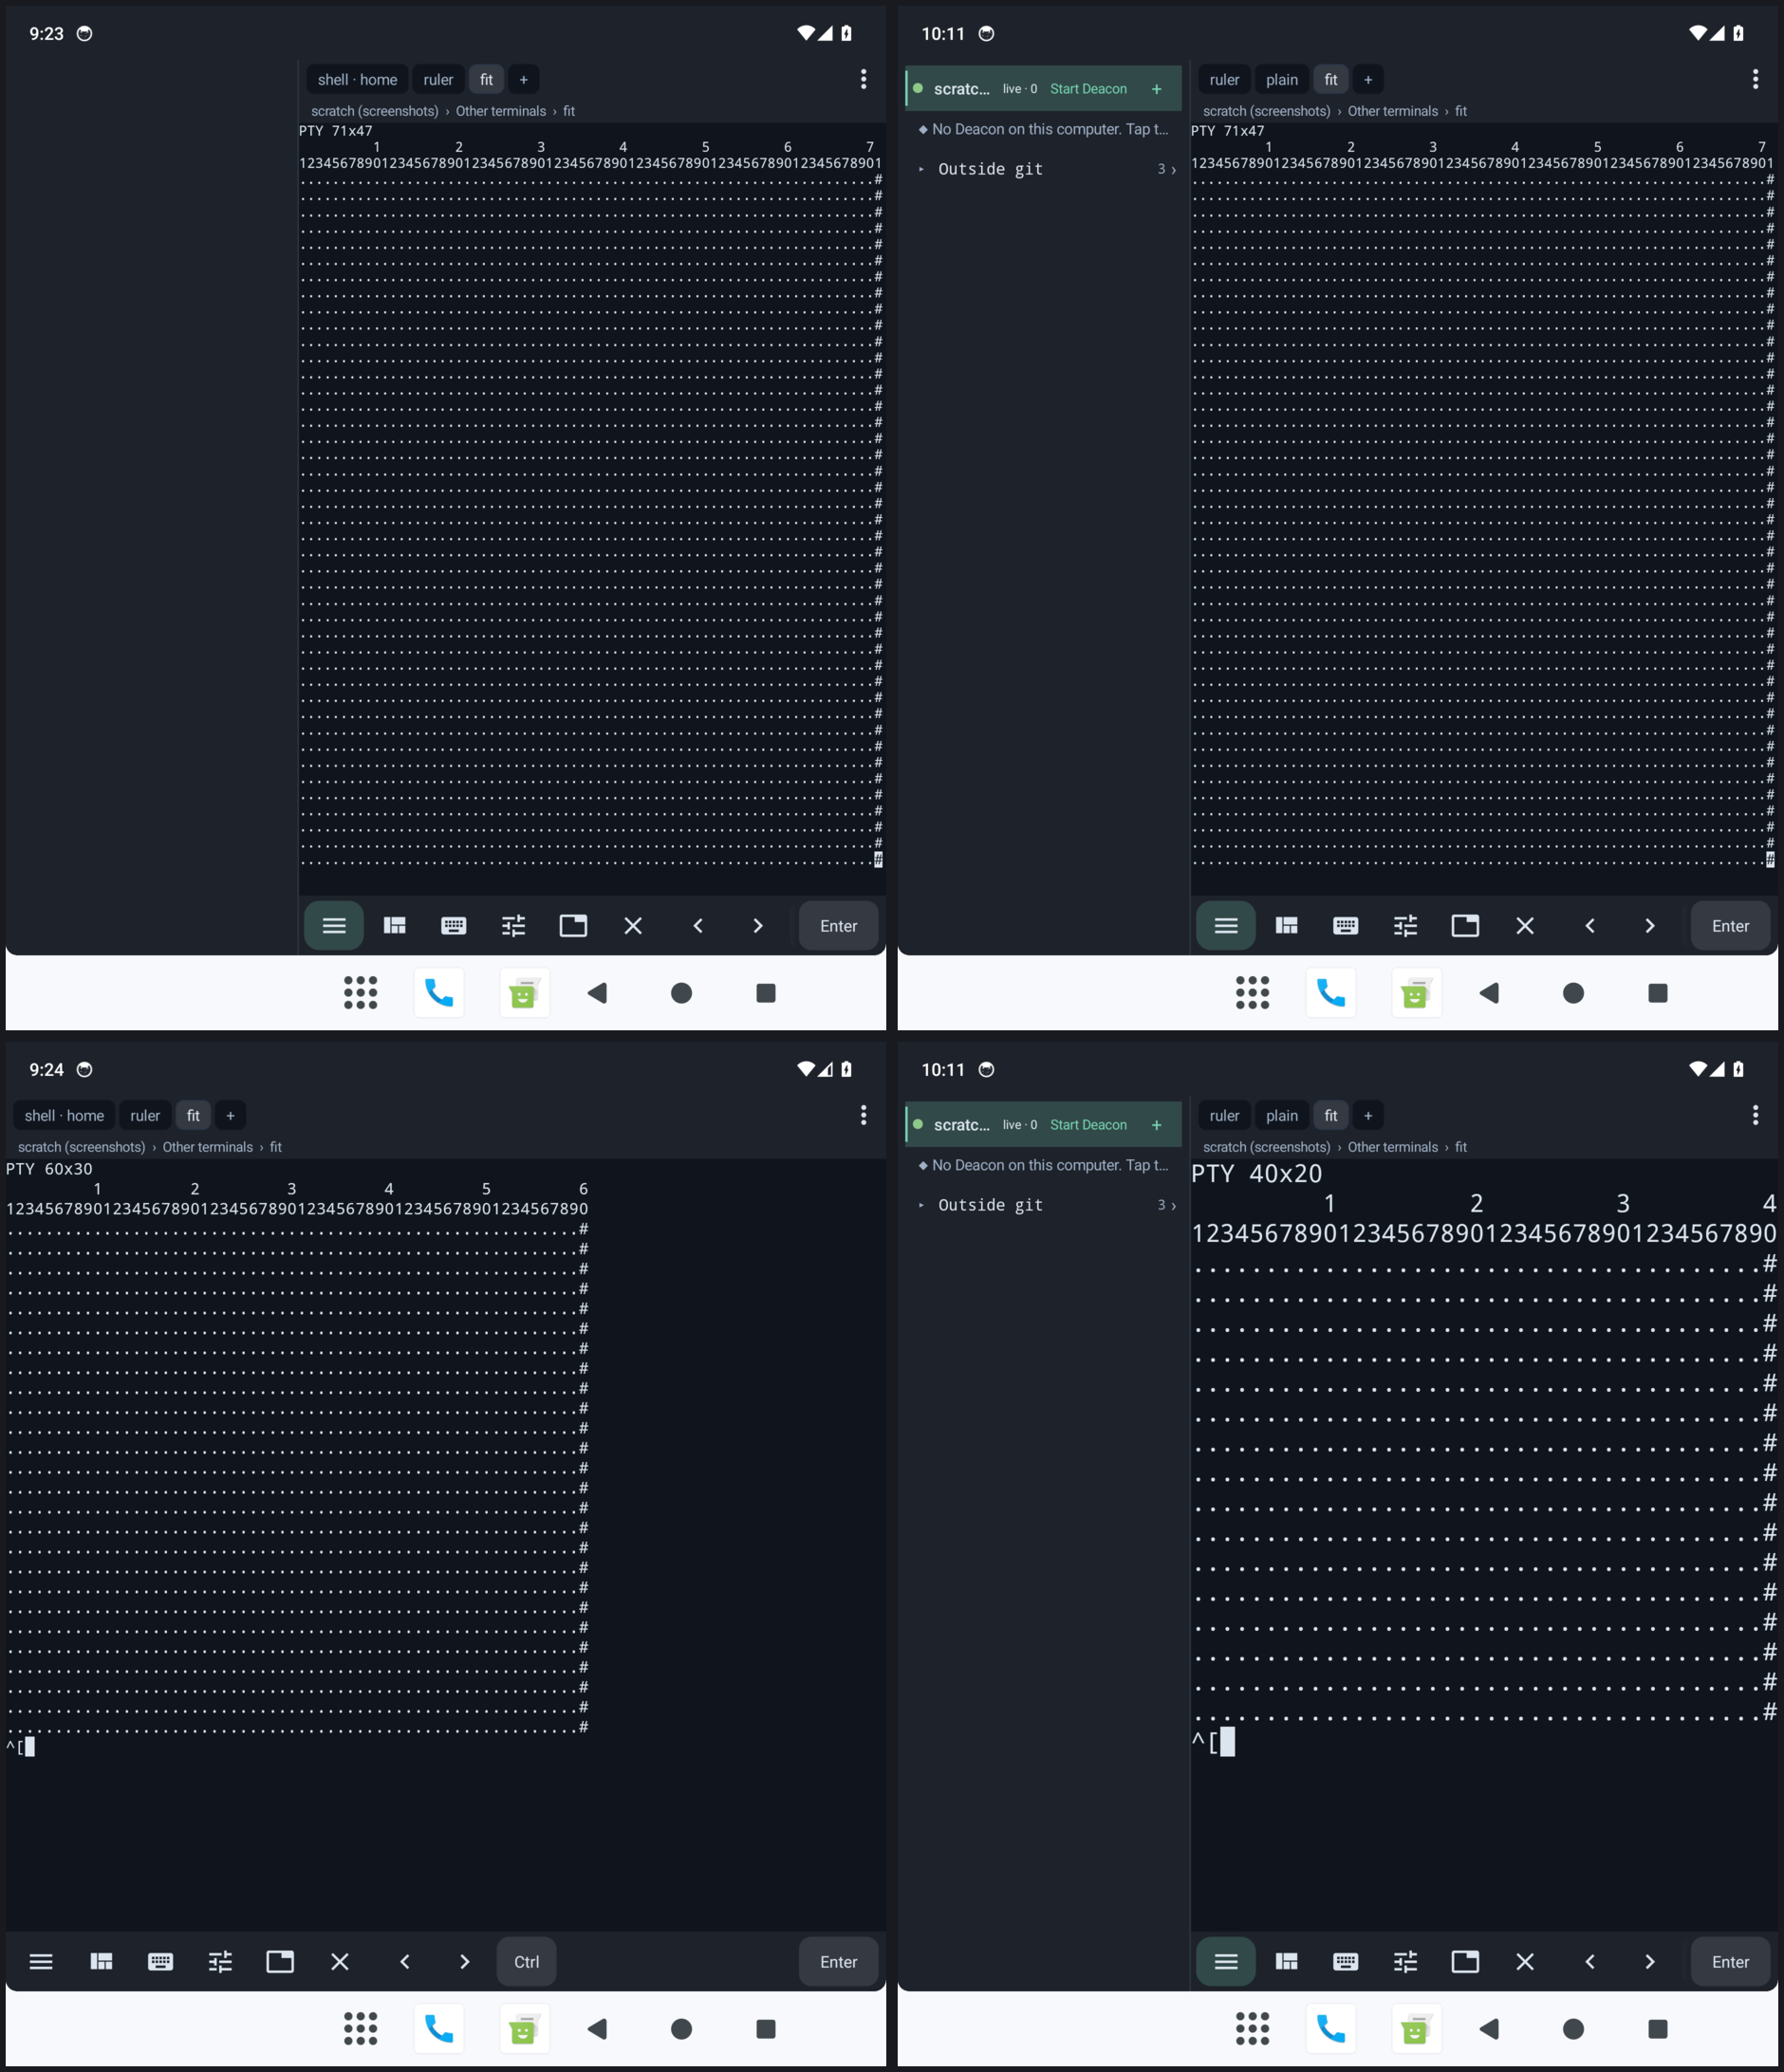 9:23
shell · home ruler fit +
scratch (screenshots) › Other terminals › fit
PTY 71x47
1 2 3 4 5 6 7
12345678901234567890123456789012345678901234567890123456789012345678901
Enter
10:11
scratc... live · 0 Start Deacon +
◆ No Deacon on this computer. Tap t...
▸ Outside git 3 ›
ruler plain fit +
scratch (screenshots) › Other terminals › fit
PTY 71x47
1 2 3 4 5 6 7
12345678901234567890123456789012345678901234567890123456789012345678901
Enter
9:24
shell · home ruler fit +
scratch (screenshots) › Other terminals › fit
PTY 60x30
1 2 3 4 5 6
123456789012345678901234567890123456789012345678901234567890
^[
Ctrl Enter
10:11
scratc... live · 0 Start Deacon +
◆ No Deacon on this computer. Tap t...
▸ Outside git 3 ›
ruler plain fit +
scratch (screenshots) › Other terminals › fit
PTY 40x20
1 2 3 4
1234567890123456789012345678901234567890
^[
Enter